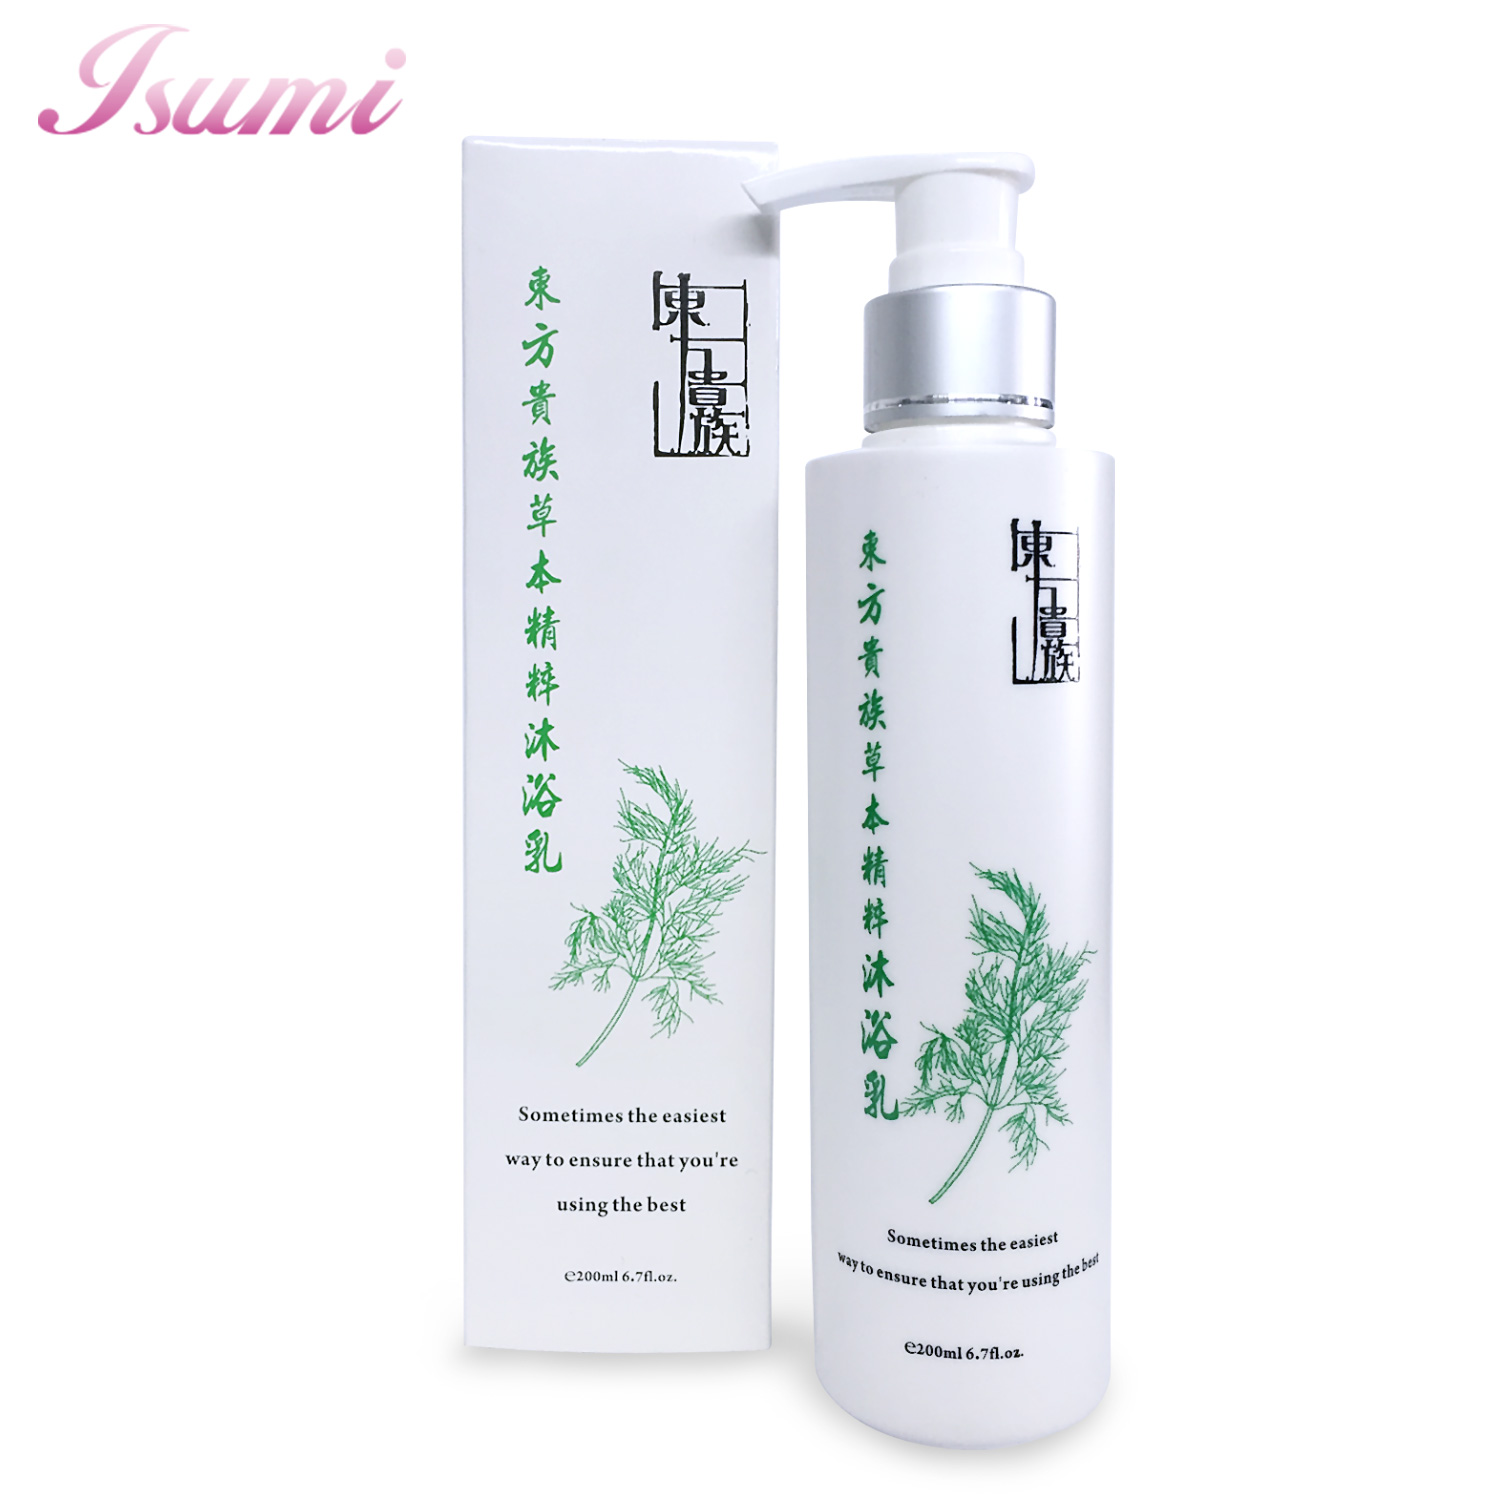 Isumi
東方貴族草本精粹沐浴乳
東方貴族
Sometimes the easiest
way to ensure that you're
using the best
℮200ml 6.7fl.oz.
東方貴族草本精粹沐浴乳
東方貴族
Sometimes the easiest
way to ensure that you're using the best
℮200ml 6.7fl.oz.